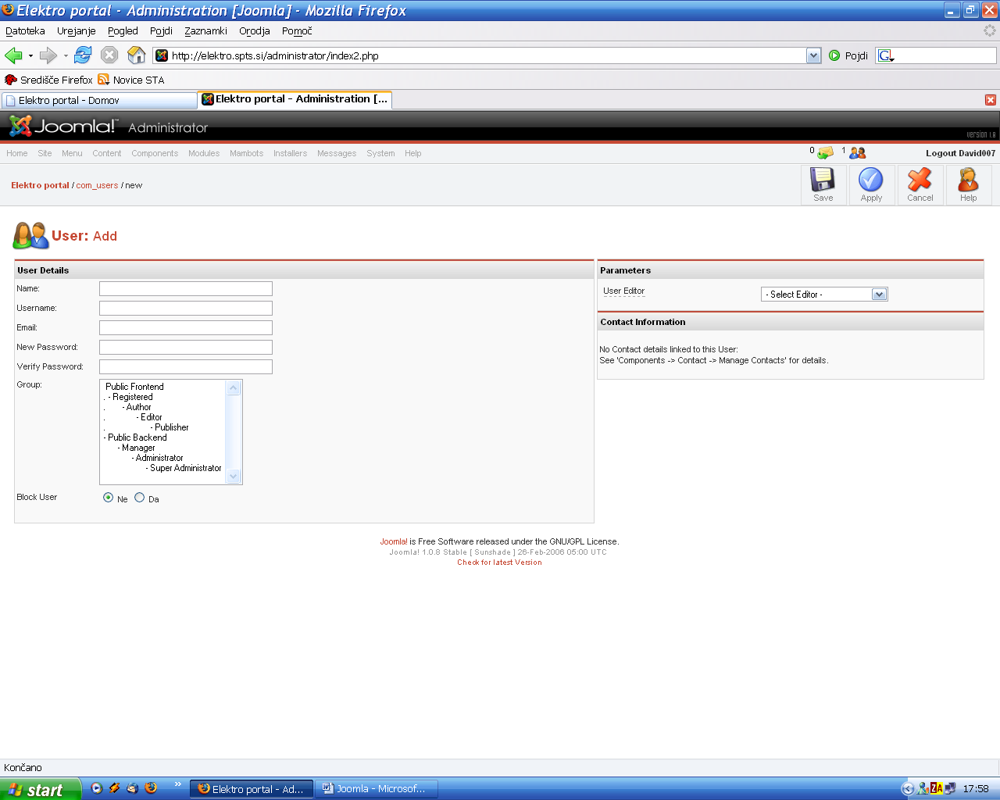 Elektro portal - Administration [Joomla] - Mozilla Firefox
Datoteka Urejanje Pogled Pojdi Zaznamki Orodja Pomoč
http://elektro.spts.si/administrator/index2.php Pojdi G
Središče Firefox Novice STA
Elektro portal - Domov Elektro portal - Administration [...
Joomla! Administrator
version 1.0
Home Site Menu Content Components Modules Mambots Installers Messages System Help 0 1 Logout David007
Elektro portal / com_users / new
Save Apply Cancel Help
User: Add
User Details
Name:
Username:
Email:
New Password:
Verify Password:
Group:
Public Frontend
. - Registered
. - Author
. - Editor
. - Publisher
- Public Backend
- Manager
- Administrator
- Super Administrator
Block User Ne Da
Parameters
User Editor - Select Editor -
Contact Information
No Contact details linked to this User:
See 'Components -> Contact -> Manage Contacts' for details.
Joomla! is Free Software released under the GNU/GPL License.
Joomla! 1.0.8 Stable [ Sunshade ] 26-Feb-2006 05:00 UTC
Check for latest Version
Končano
start » Elektro portal - Ad... Joomla - Microsof... ZA 17:58